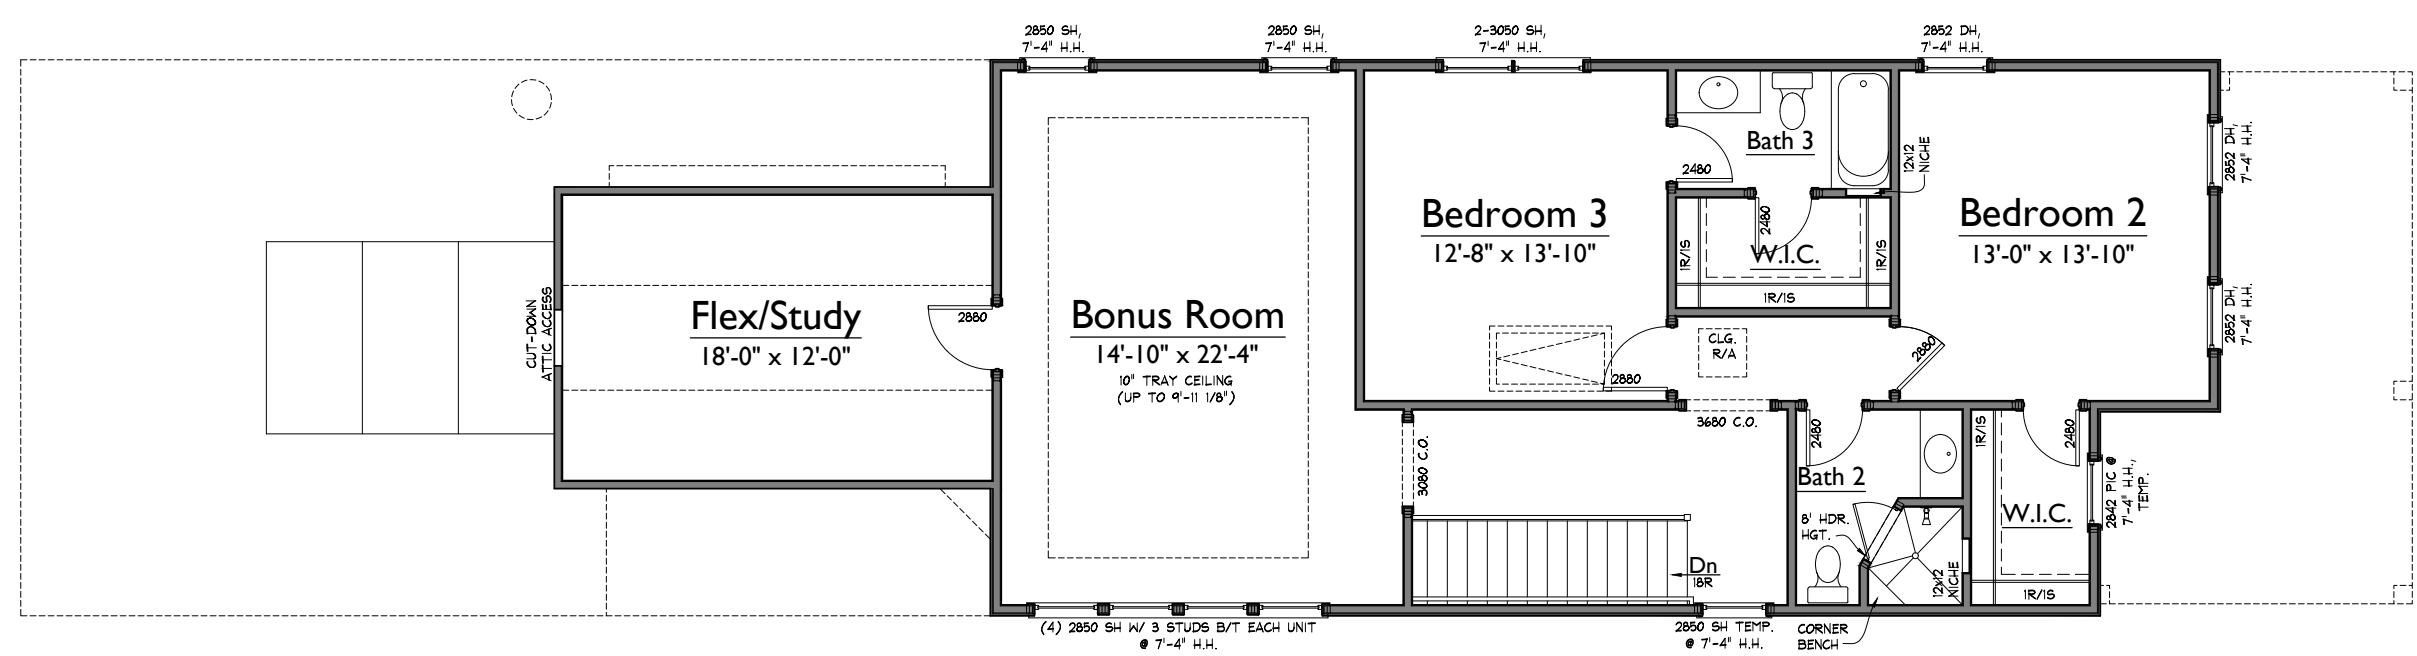 2850 SH,
7'-4" H.H.
2850 SH,
7'-4" H.H.
2-3050 SH,
7'-4" H.H.
2852 DH,
7'-4" H.H.
Bath 3
2480
12x12
NICHE
2852 DH,
7'-4" H.H.
Bedroom 3
12'-8" x 13'-10"
2480
W.I.C.
1R/1S
1R/1S
1R/1S
Bedroom 2
13'-0" x 13'-10"
2852 DH,
7'-4" H.H.
CUT-DOWN
ATTIC ACCESS
Flex/Study
18'-0" x 12'-0"
2880
Bonus Room
14'-10" x 22'-4"
10" TRAY CEILING
(UP TO 9'-11 1/8")
2880
CLG.
R/A
2880
3680 C.O.
3080 C.O.
2480
Bath 2
1R/1S
2480
2842 PIC @
7'-4" H.H.,
TEMP.
W.I.C.
8' HDR.
HGT.
Dn
18R
12x12
NICHE
1R/1S
(4) 2850 SH W/ 3 STUDS B/T EACH UNIT
@ 7'-4" H.H.
2850 SH TEMP.
@ 7'-4" H.H.
CORNER
BENCH